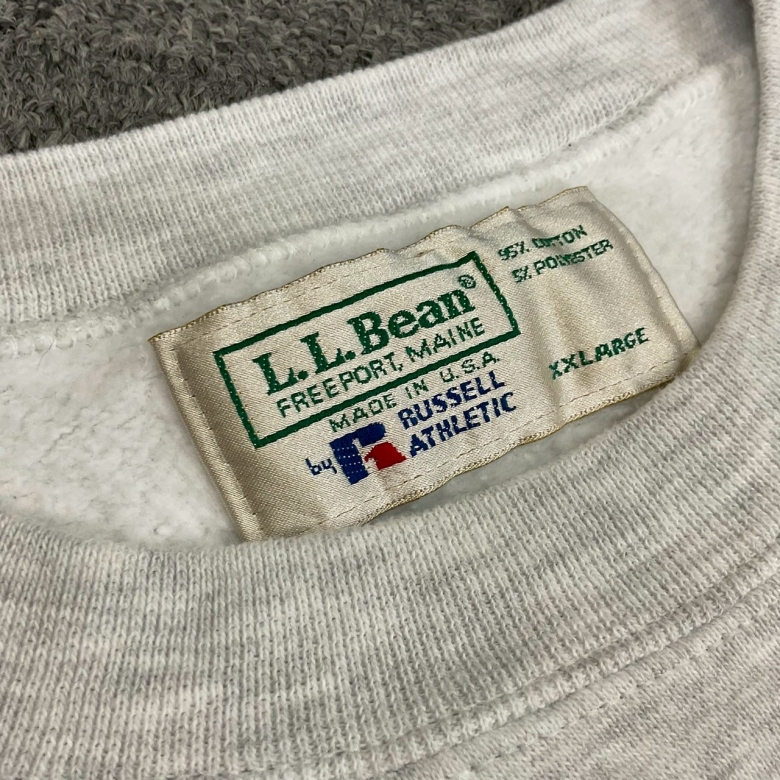 L.L.Bean®
FREEPORT, MAINE
MADE IN U.S.A.
by RUSSELL
ATHLETIC
95% COTTON
5% POLYESTER
XXLARGE